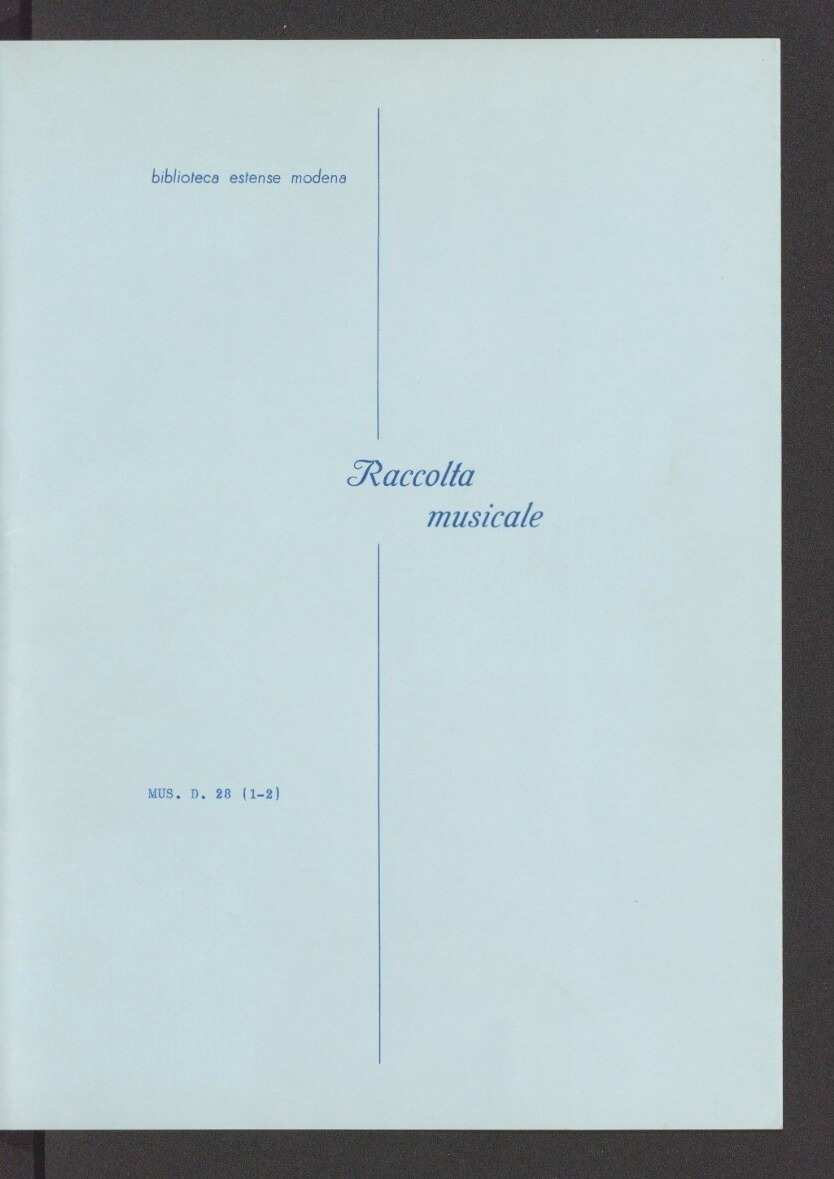 biblioteca estense modena
Raccolta
musicale
MUS. D. 28 (1-2)